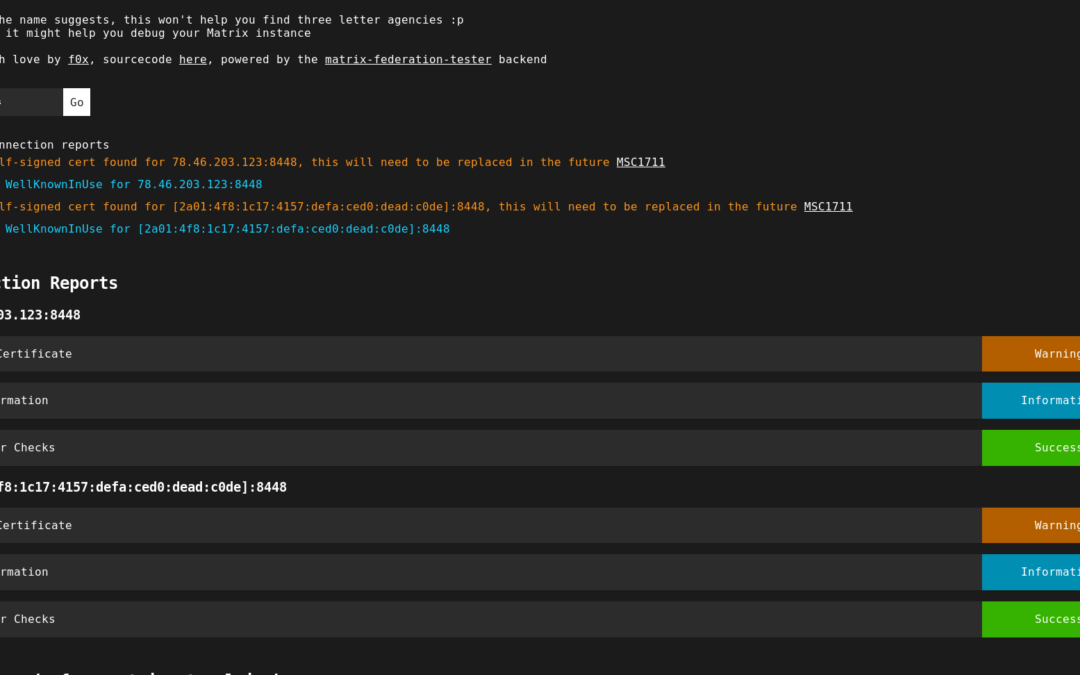 he name suggests, this won't help you find three letter agencies :p
it might help you debug your Matrix instance
h love by f0x, sourcecode here, powered by the matrix-federation-tester backend
Go
nnection reports
lf-signed cert found for 78.46.203.123:8448, this will need to be replaced in the future MSC1711
WellKnownInUse for 78.46.203.123:8448
lf-signed cert found for [2a01:4f8:1c17:4157:defa:ced0:dead:c0de]:8448, this will need to be replaced in the future MSC1711
WellKnownInUse for [2a01:4f8:1c17:4157:defa:ced0:dead:c0de]:8448
ction Reports
03.123:8448
Certificate Warning
rmation Informati
r Checks Success
f8:1c17:4157:defa:ced0:dead:c0de]:8448
Certificate Warning
rmation Informati
r Checks Success